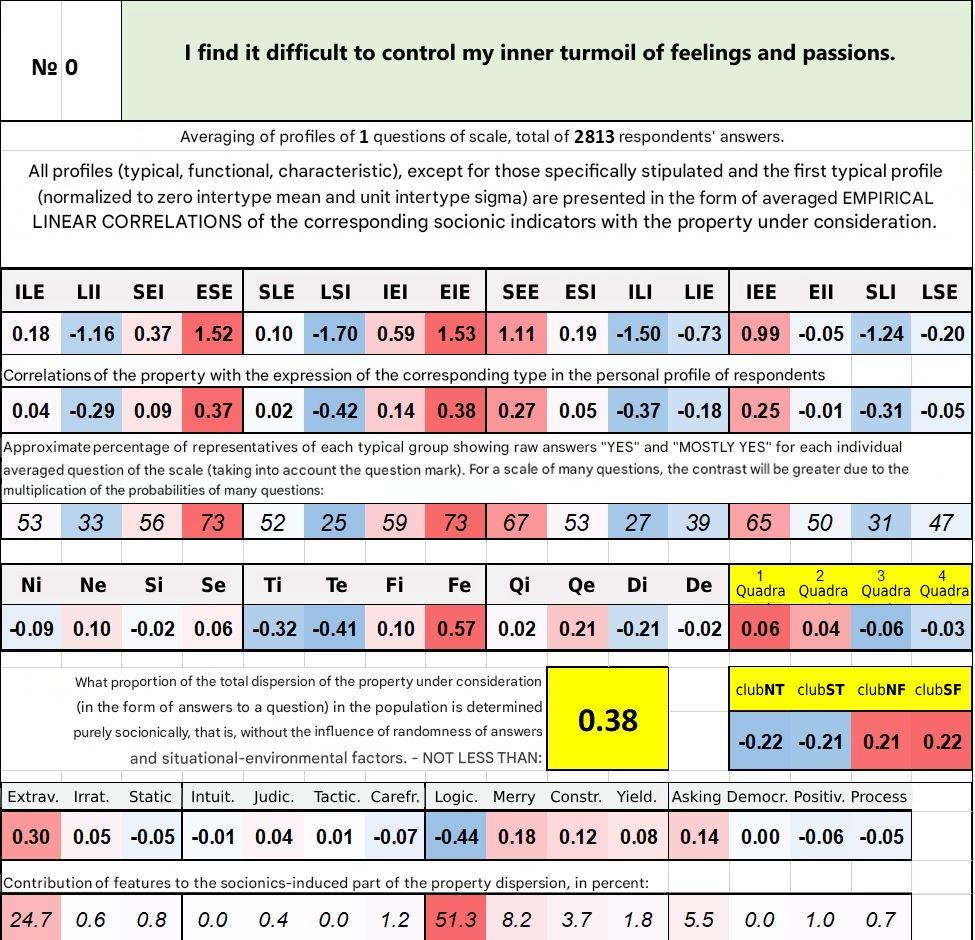 № 0
I find it difficult to control my inner turmoil of feelings and passions.
Averaging of profiles of 1 questions of scale, total of 2813 respondents' answers.
All profiles (typical, functional, characteristic), except for those specifically stipulated and the first typical profile
(normalized to zero intertype mean and unit intertype sigma) are presented in the form of averaged EMPIRICAL
LINEAR CORRELATIONS of the corresponding socionic indicators with the property under consideration.
ILE LII SEI ESE SLE LSI IEI EIE SEE ESI ILI LIE IEE EII SLI LSE
0.18 -1.16 0.37 1.52 0.10 -1.70 0.59 1.53 1.11 0.19 -1.50 -0.73 0.99 -0.05 -1.24 -0.20
Correlations of the property with the expression of the corresponding type in the personal profile of respondents
0.04 -0.29 0.09 0.37 0.02 -0.42 0.14 0.38 0.27 0.05 -0.37 -0.18 0.25 -0.01 -0.31 -0.05
Approximate percentage of representatives of each typical group showing raw answers "YES" and "MOSTLY YES" for each individual
averaged question of the scale (taking into account the question mark). For a scale of many questions, the contrast will be greater due to the
multiplication of the probabilities of many questions:
53 33 56 73 52 25 59 73 67 53 27 39 65 50 31 47
Ni Ne Si Se Ti Te Fi Fe Qi Qe Di De 1 Quadra 2 Quadra 3 Quadra 4 Quadra
-0.09 0.10 -0.02 0.06 -0.32 -0.41 0.10 0.57 0.02 0.21 -0.21 -0.02 0.06 0.04 -0.06 -0.03
What proportion of the total dispersion of the property under consideration
(in the form of answers to a question) in the population is determined
purely socionically, that is, without the influence of randomness of answers
and situational-environmental factors. - NOT LESS THAN:
0.38
clubNT clubST clubNF clubSF
-0.22 -0.21 0.21 0.22
Extrav. Irrat. Static Intuit. Judic. Tactic. Carefr. Logic. Merry Constr. Yield. Asking Democr. Positiv. Process
0.30 0.05 -0.05 -0.01 0.04 0.01 -0.07 -0.44 0.18 0.12 0.08 0.14 0.00 -0.06 -0.05
Contribution of features to the socionics-induced part of the property dispersion, in percent:
24.7 0.6 0.8 0.0 0.4 0.0 1.2 51.3 8.2 3.7 1.8 5.5 0.0 1.0 0.7